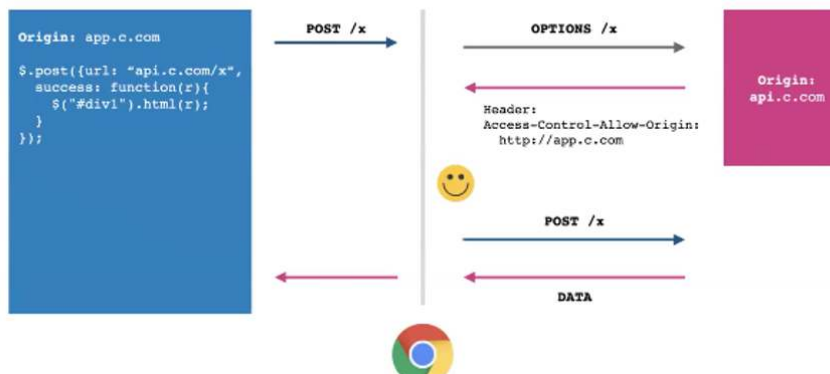 Origin: app.c.com
$.post({url: “api.c.com/x“,
success: function(r){
$("#div1").html(r);
}
});
POST /x
OPTIONS /x
Header:
Access-Control-Allow-Origin:
http://app.c.com
Origin:
api.c.com
POST /x
DATA